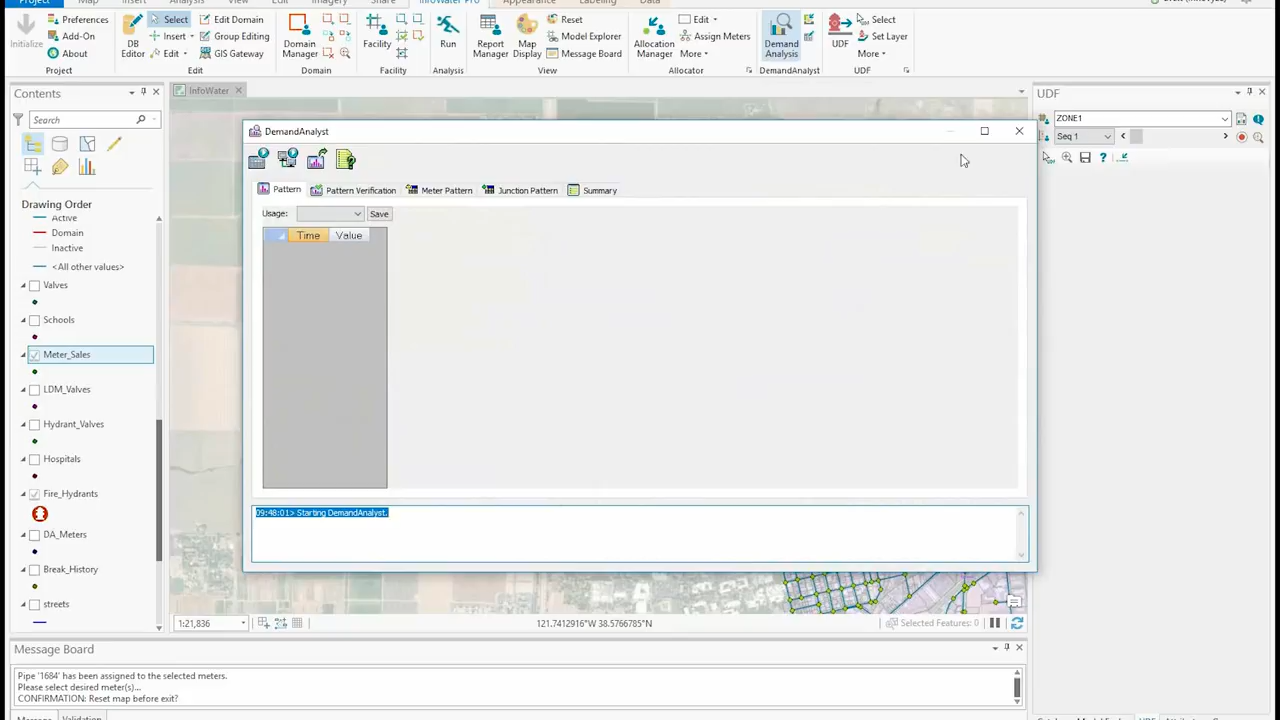 Project
Map
Insert
Analysis
View
Edit
Imagery
Share
InfoWater Pro
Appearance
Labeling
Data
Initialize
Preferences
Add-On
About
Project
DB
Editor
Select
Insert
Edit
Edit Domain
Group Editing
GIS Gateway
Edit
Domain
Manager
Domain
Facility
Facility
Run
Analysis
Report
Manager
Map
Display
Reset
Model Explorer
Message Board
View
Allocation
Manager
Edit
Assign Meters
More
Allocator
Demand
Analysis
DemandAnalyst
UDF
Select
Set Layer
More
UDF
Contents
Search
Drawing Order
Active
Domain
Inactive
<All other values>
Valves
Schools
Meter_Sales
LDM_Valves
Hydrant_Valves
Hospitals
Fire_Hydrants
DA_Meters
Break_History
streets
InfoWater
DemandAnalyst
Pattern
Pattern Verification
Meter Pattern
Junction Pattern
Summary
Usage:
Save
Time
Value
09:48:01> Starting DemandAnalyst.
1:21,836
121.7412916°W 38.5766785°N
Selected Features: 0
UDF
ZONE1
Seq 1
Message Board
Pipe '1684' has been assigned to the selected meters.
Please select desired meter(s)...
CONFIRMATION: Reset map before exit?
Message
Validation